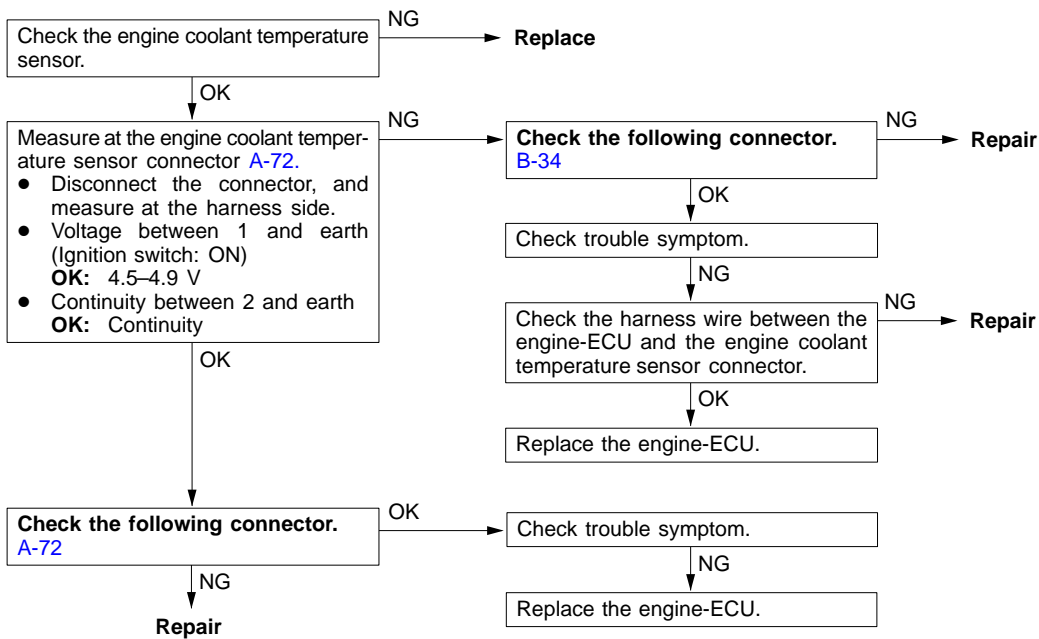 NG
Check the engine coolant temperature
sensor.
Replace
OK
Measure at the engine coolant temper-
ature sensor connector A-72.
● Disconnect the connector, and
measure at the harness side.
● Voltage between 1 and earth
(Ignition switch: ON)
OK: 4.5–4.9 V
● Continuity between 2 and earth
OK: Continuity
NG
Check the following connector.
B-34
NG
Repair
OK
Check trouble symptom.
NG
Check the harness wire between the
engine-ECU and the engine coolant
temperature sensor connector.
NG
Repair
OK
Replace the engine-ECU.
OK
Check the following connector.
A-72
OK
Check trouble symptom.
NG
Replace the engine-ECU.
NG
Repair